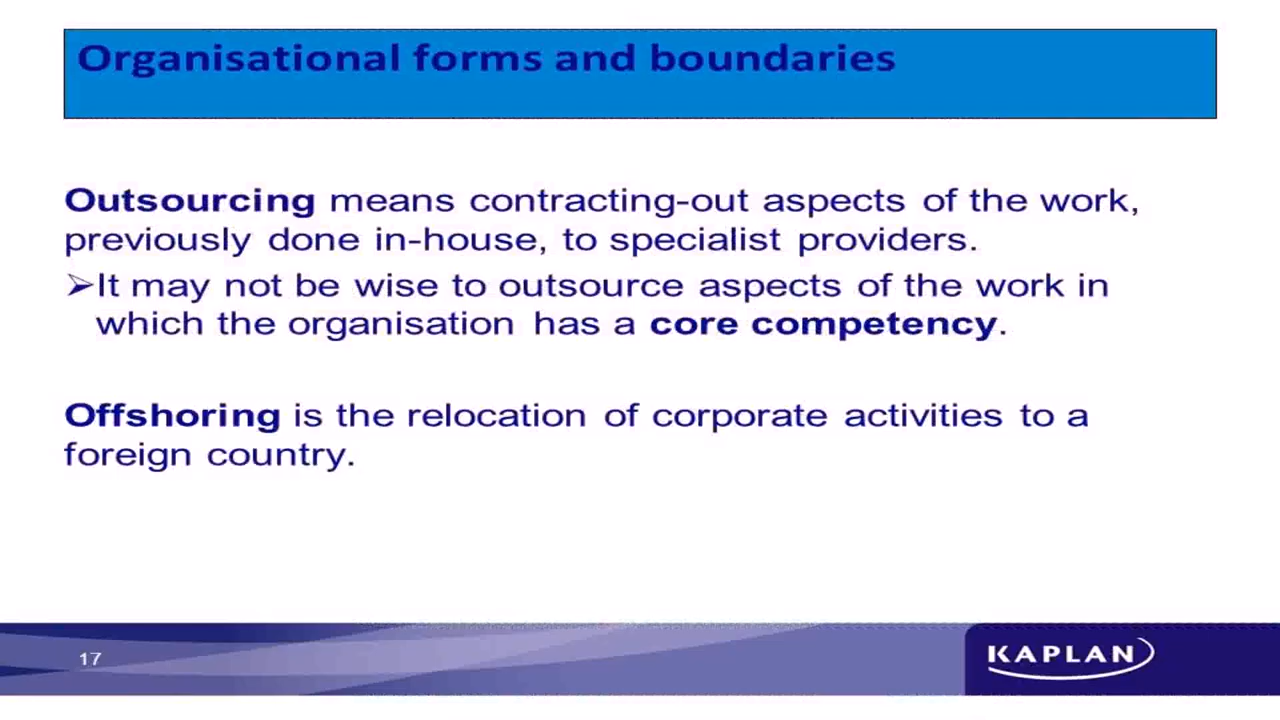 Organisational forms and boundaries
Outsourcing means contracting-out aspects of the work,
previously done in-house, to specialist providers.
➢It may not be wise to outsource aspects of the work in
which the organisation has a core competency.
Offshoring is the relocation of corporate activities to a
foreign country.
17
KAPLAN